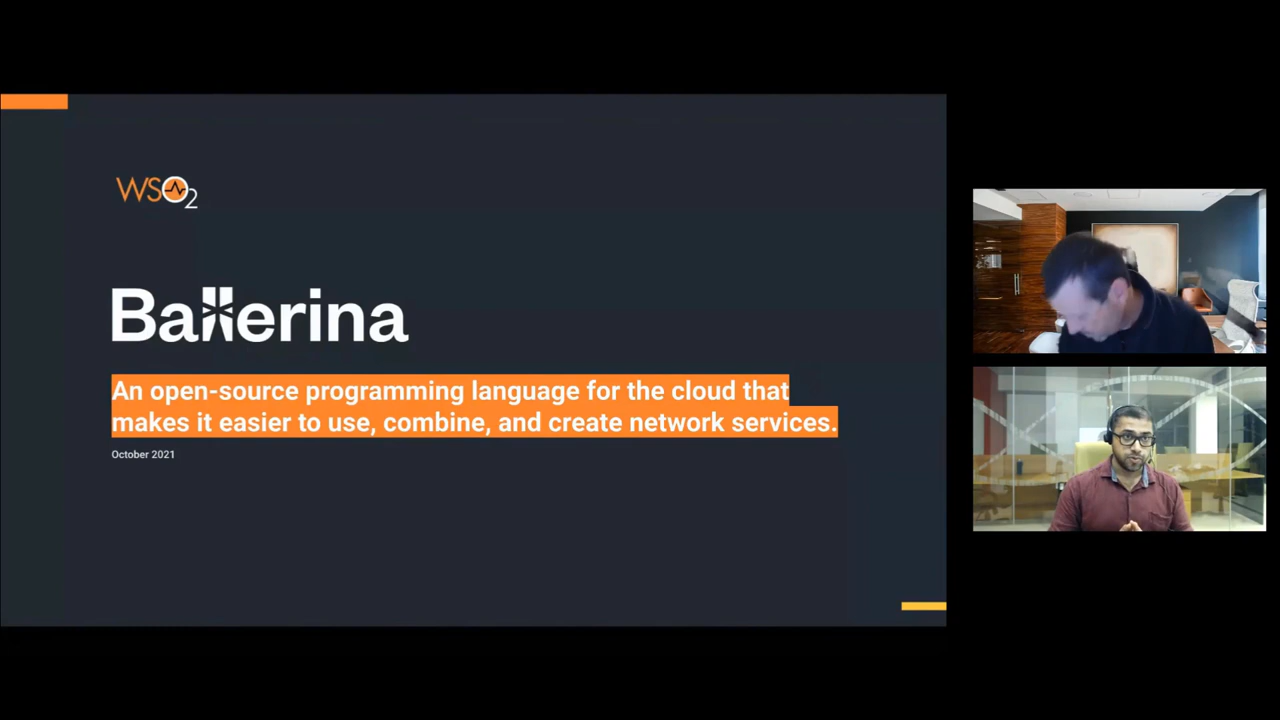 WSO2
Ballerina
An open-source programming language for the cloud that
makes it easier to use, combine, and create network services.
October 2021